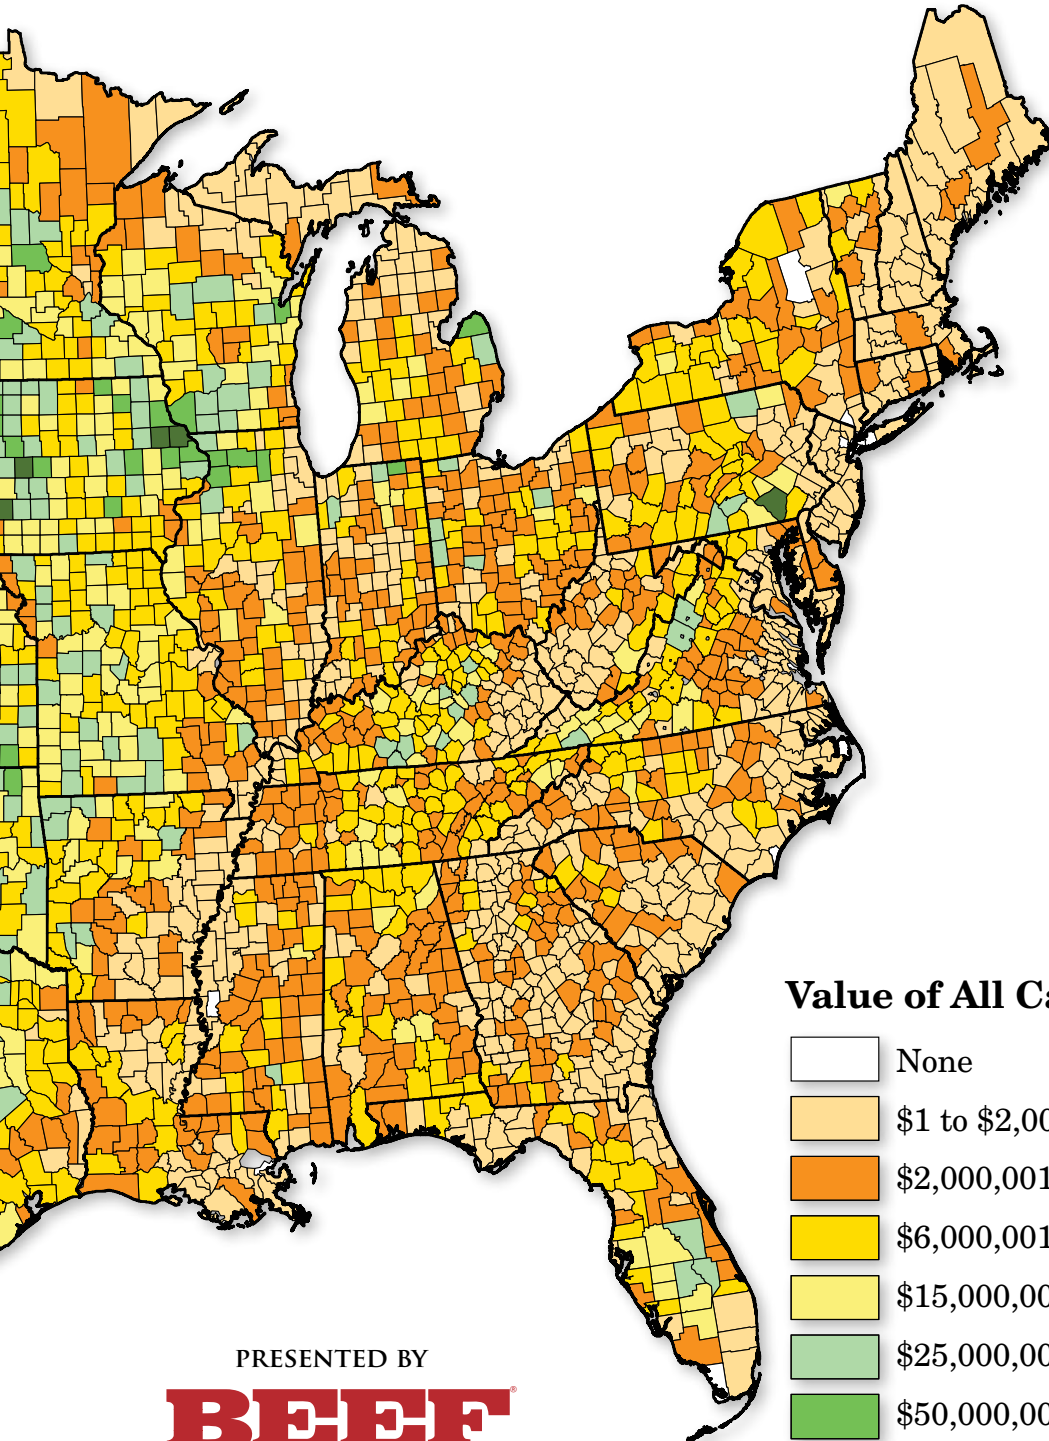 Value of All Ca
None
$1 to $2,00
$2,000,001
$6,000,001
$15,000,00
$25,000,00
$50,000,00
PRESENTED BY
BEEF®